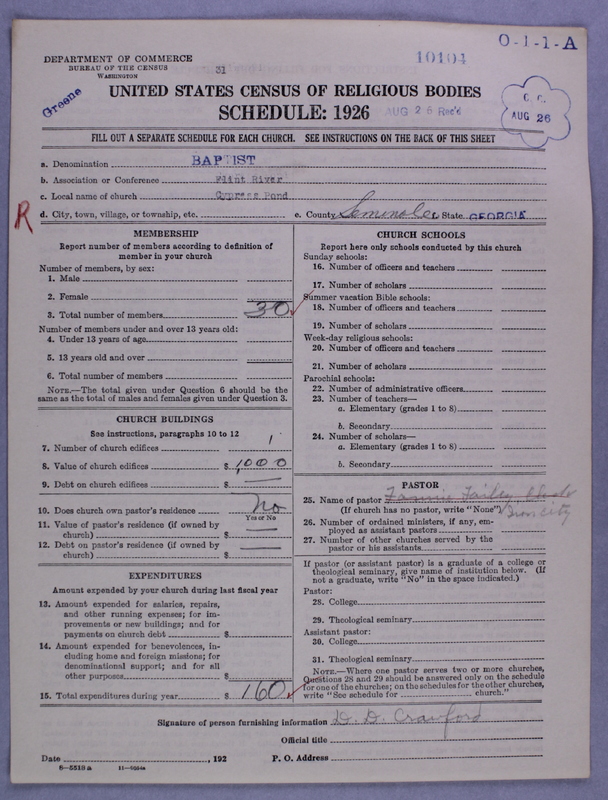 O-1-1-A
10104
DEPARTMENT OF COMMERCE
BUREAU OF THE CENSUS
WASHINGTON
31
Greene
UNITED STATES CENSUS OF RELIGIOUS BODIES
SCHEDULE: 1926
AUG 26 Rec'd
C. C.
AUG 26
FILL OUT A SEPARATE SCHEDULE FOR EACH CHURCH. SEE INSTRUCTIONS ON THE BACK OF THIS SHEET
a. Denomination BAPTIST
b. Association or Conference Flint River
c. Local name of church Cypress Pond
R
d. City, town, village, or township, etc. e. County Seminole State GEORGIA
MEMBERSHIP
Report number of members according to definition of
member in your church
Number of members, by sex:
1. Male
2. Female
3. Total number of members 30
Number of members under and over 13 years old:
4. Under 13 years of age
5. 13 years old and over
6. Total number of members
NOTE.—The total given under Question 6 should be the
same as the total of males and females given under Question 3.
CHURCH BUILDINGS
See instructions, paragraphs 10 to 12
7. Number of church edifices 1
8. Value of church edifices $ 1,000
9. Debt on church edifices $ —
10. Does church own pastor's residence No
Yes or No
11. Value of pastor's residence (if owned by
church) $ —
12. Debt on pastor's residence (if owned by
church) $ —
EXPENDITURES
Amount expended by your church during last fiscal year
13. Amount expended for salaries, repairs,
and other running expenses; for im-
provements or new buildings; and for
payments on church debt $
14. Amount expended for benevolences, in-
cluding home and foreign missions; for
denominational support; and for all
other purposes $
15. Total expenditures during year $ 160
CHURCH SCHOOLS
Report here only schools conducted by this church
Sunday schools:
16. Number of officers and teachers
17. Number of scholars
Summer vacation Bible schools:
18. Number of officers and teachers
19. Number of scholars
Week-day religious schools:
20. Number of officers and teachers
21. Number of scholars
Parochial schools:
22. Number of administrative officers
23. Number of teachers—
a. Elementary (grades 1 to 8)
b. Secondary
24. Number of scholars—
a. Elementary (grades 1 to 8)
b. Secondary
PASTOR
25. Name of pastor
(If church has no pastor, write "None") Iron City
26. Number of ordained ministers, if any, em-
ployed as assistant pastors
27. Number of other churches served by the
pastor or his assistants
If pastor (or assistant pastor) is a graduate of a college or
theological seminary, give name of institution below. (If
not a graduate, write "No" in the space indicated.)
Pastor:
28. College
29. Theological seminary
Assistant pastor:
30. College
31. Theological seminary
NOTE.—Where one pastor serves two or more churches,
Questions 28 and 29 should be answered only on the schedule
for one of the churches; on the schedules for the other churches,
write "See schedule for church."
Signature of person furnishing information D. D. Crawford
Official title
Date , 192 P. O. Address